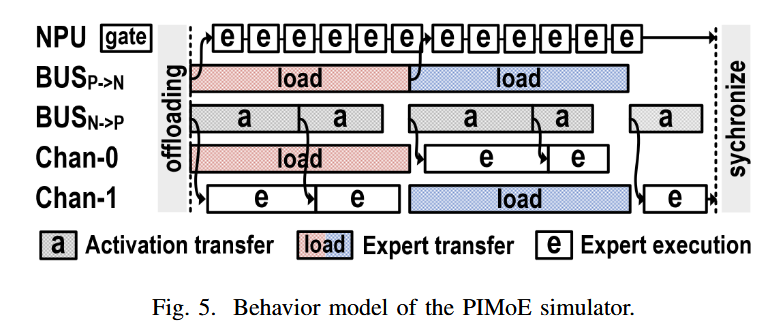 NPU gate e e e e e e e e e e e e
BUSP->N load load
BUSN->P a a a a a
Chan-0 load e e
Chan-1 e e load e
offloading
sychronize
a Activation transfer load Expert transfer e Expert execution
Fig. 5. Behavior model of the PIMoE simulator.